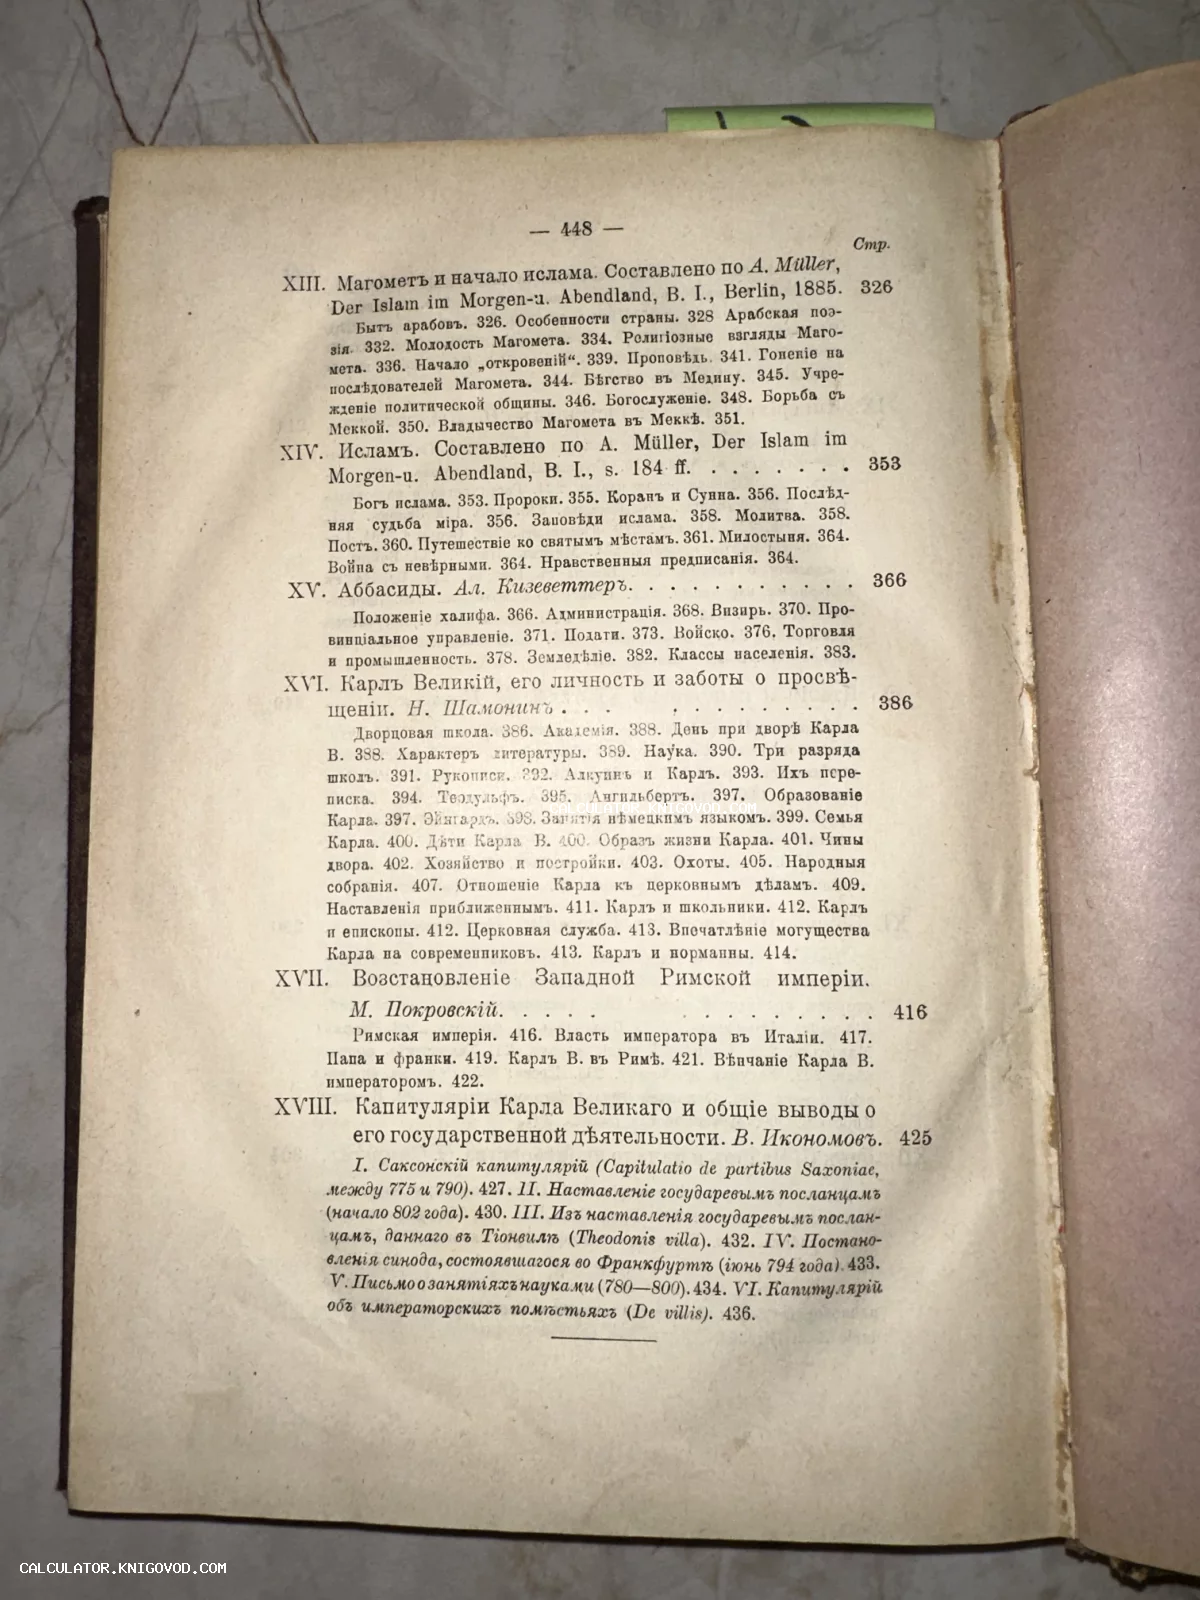 — 448 —
Стр.
XIII. Магометъ и начало ислама. Составлено по A. Müller,
Der Islam im Morgen-u. Abendland, B. I., Berlin, 1885. 326
Бытъ арабовъ. 326. Особенности страны. 328 Арабская поэ-
зія. 332. Молодость Магомета. 334. Религіозные взгляды Маго-
мета. 336. Начало „откровеній“. 339. Проповѣдь. 341. Гоненіе на
послѣдователей Магомета. 344. Бѣгство въ Медину. 345. Учре-
жденіе политической общины. 346. Богослуженіе. 348. Борьба съ
Меккой. 350. Владычество Магомета въ Меккѣ. 351.
XIV. Исламъ. Составлено по A. Müller, Der Islam im
Morgen-u. Abendland, B. I., s. 184 ff. . . . . . . . 353
Богъ ислама. 353. Пророки. 355. Коранъ и Сунна. 356. Послѣд-
няя судьба міра. 356. Заповѣди ислама. 358. Молитва. 358.
Постъ. 360. Путешествіе ко святымъ мѣстамъ. 361. Милостыня. 364.
Война съ невѣрными. 364. Нравственныя предписанія. 364.
XV. Аббасиды. Ал. Кизеветтеръ. . . . . . . . . . . 366
Положеніе халифа. 366. Администрація. 368. Визирь. 370. Про-
винціальное управленіе. 371. Подати. 373. Войско. 376. Торговля
и промышленность. 378. Земледѣліе. 382. Классы населенія. 383.
XVI. Карлъ Великій, его личность и заботы о просвѣ-
щеніи. Н. Шамонинъ . . . . . . . . . . . . 386
Дворцовая школа. 386. Академія. 388. День при дворѣ Карла
В. 388. Характеръ литературы. 389. Наука. 390. Три разряда
школъ. 391. Рукописи. 392. Алкуинъ и Карлъ. 393. Ихъ пере-
писка. 394. Теодульфъ. 395. Ангильбертъ. 397. Образованіе
CALCULATOR.KNIGOVOD.COM
Карла. 397. Эйнгардъ. 398. Занятія нѣмецкимъ языкомъ. 399. Семья
Карла. 400. Дѣти Карла В. 400. Образъ жизни Карла. 401. Чины
двора. 402. Хозяйство и постройки. 403. Охоты. 405. Народныя
собранія. 407. Отношеніе Карла къ церковнымъ дѣламъ. 409.
Наставленія приближеннымъ. 411. Карлъ и школьники. 412. Карлъ
и епископы. 412. Церковная служба. 413. Впечатлѣніе могущества
Карла на современниковъ. 413. Карлъ и норманны. 414.
XVII. Возстановленіе Западной Римской имперіи.
М. Покровскій. . . . . . . . . . . . . . . 416
Римская имперія. 416. Власть императора въ Италіи. 417.
Папа и франки. 419. Карлъ В. въ Римѣ. 421. Вѣнчаніе Карла В.
императоромъ. 422.
XVIII. Капитуляріи Карла Великаго и общіе выводы о
его государственной дѣятельности. В. Икономовъ. 425
I. Саксонскій капитулярій (Capitulatio de partibus Saxoniae,
между 775 и 790). 427. II. Наставленіе государевымъ посланцамъ
(начало 802 года). 430. III. Изъ наставленія государевымъ послан-
цамъ, даннаго въ Тіонвилѣ (Theodonis villa). 432. IV. Постано-
вленія синода, состоявшагося во Франкфуртѣ (іюнь 794 года). 433.
V. Письмо о занятіяхъ науками (780—800). 434. VI. Капитулярій
объ императорскихъ помѣстьяхъ (De villis). 436.
CALCULATOR.KNIGOVOD.COM